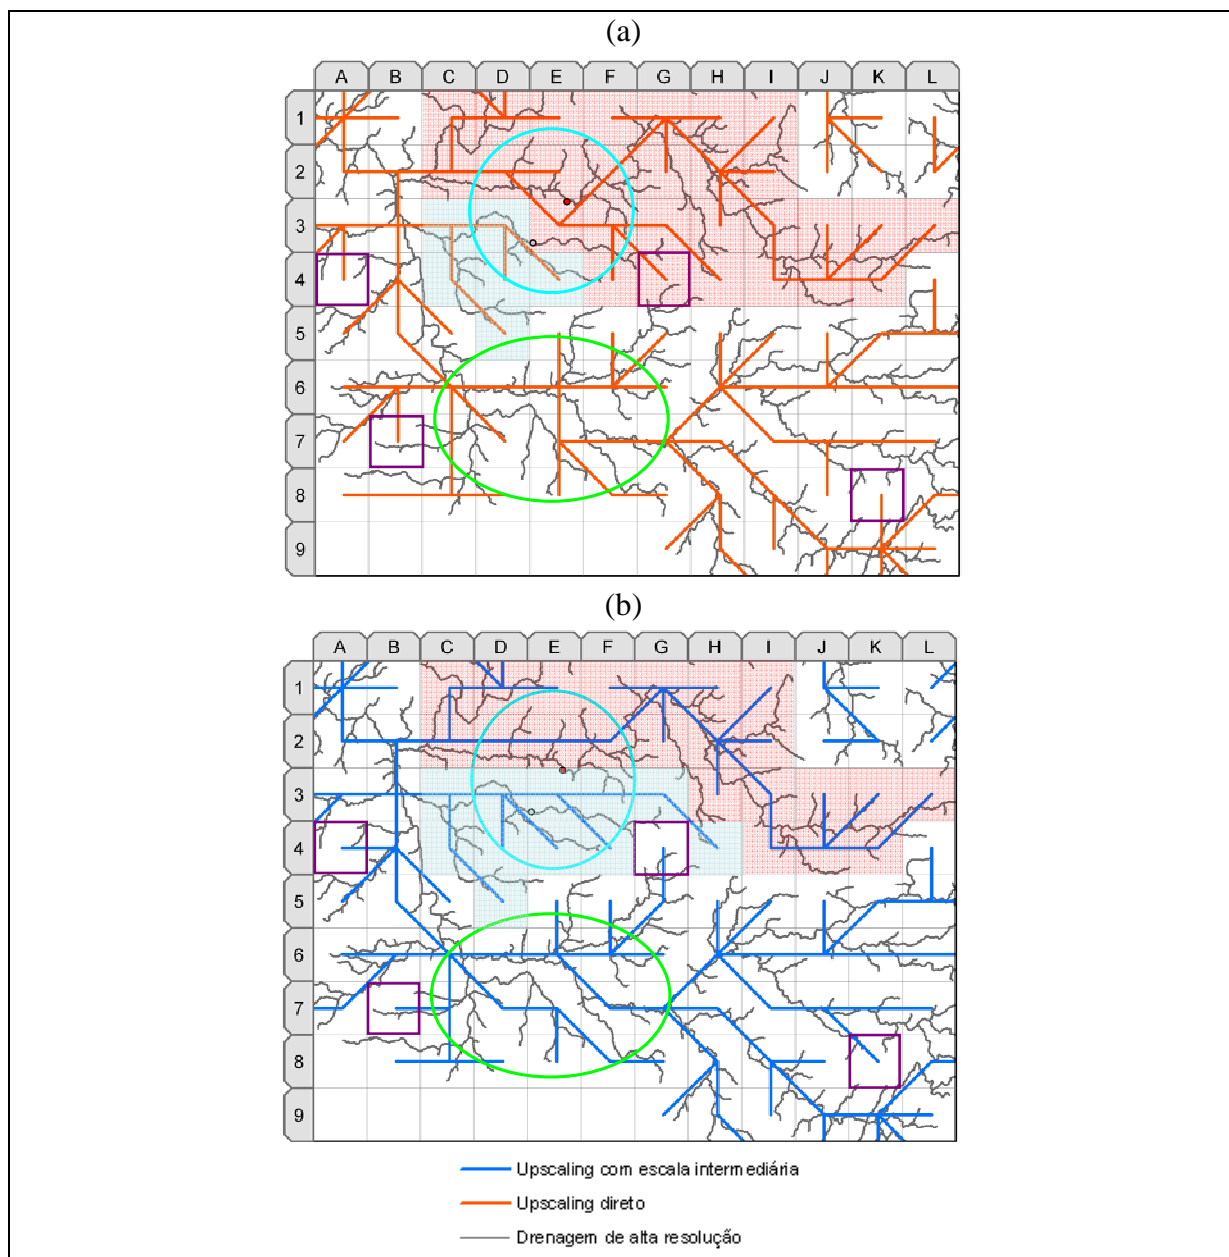 (a)
A B C D E F G H I J K L
1
2
3
4
5
6
7
8
9
(b)
A B C D E F G H I J K L
1
2
3
4
5
6
7
8
9
Upscaling com escala intermediária
Upscaling direto
Drenagem de alta resolução